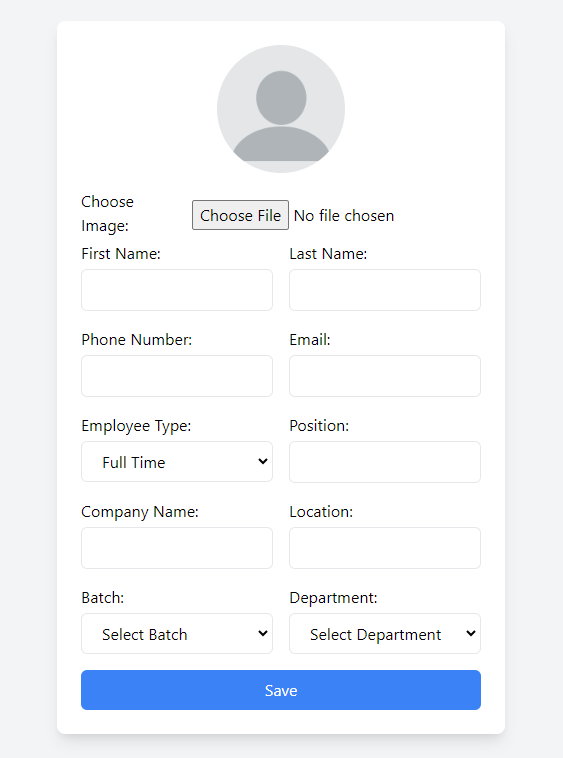 Choose
Image:
Choose File No file chosen
First Name:
Last Name:
Phone Number:
Email:
Employee Type:
Position:
Full Time
Company Name:
Location:
Batch:
Department:
Select Batch
Select Department
Save